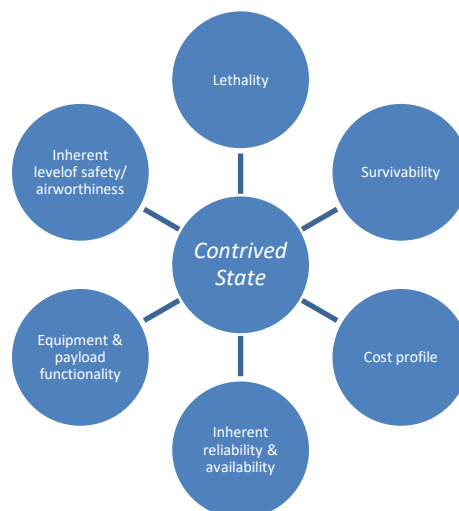 Lethality
Inherent
levelof safety/
airworthiness
Survivability
Contrived
State
Equipment &
payload
functionality
Cost profile
Inherent
reliability &
availability